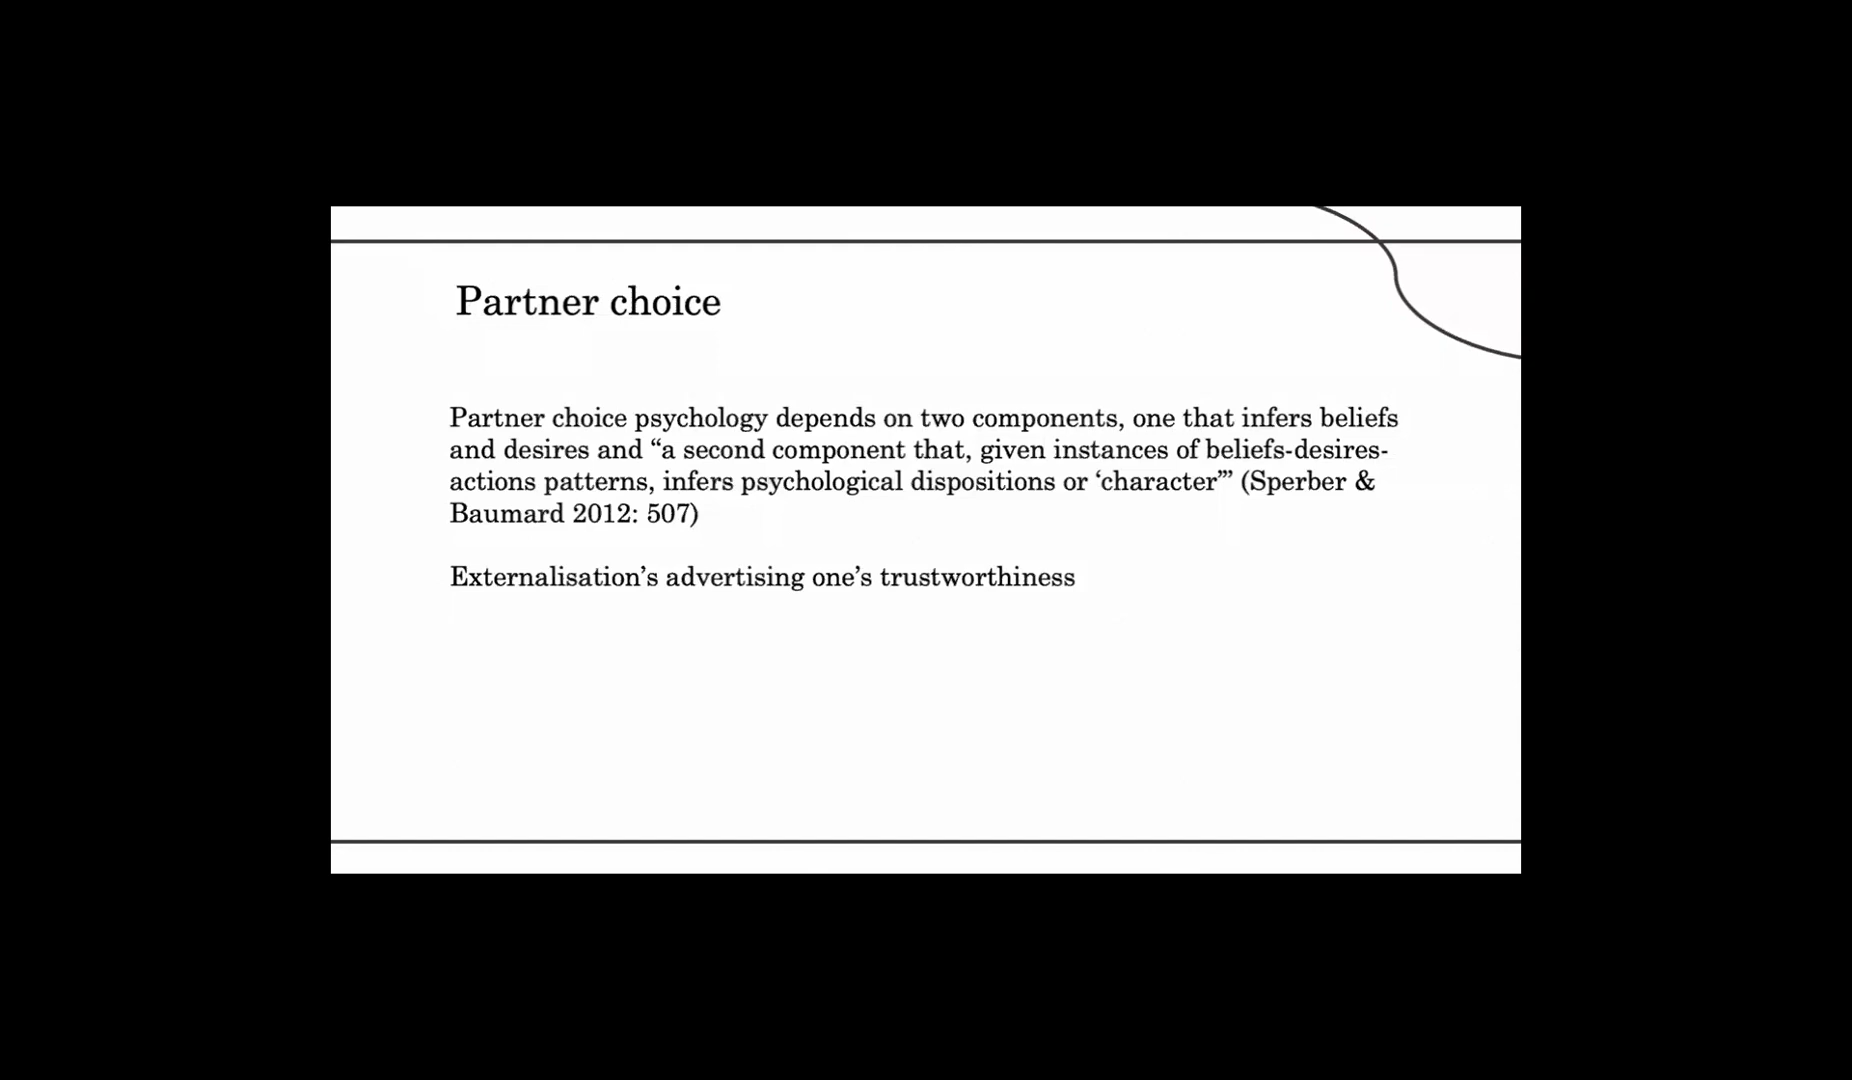 Partner choice
Partner choice psychology depends on two components, one that infers beliefs
and desires and “a second component that, given instances of beliefs-desires-
actions patterns, infers psychological dispositions or ‘character’” (Sperber &
Baumard 2012: 507)
Externalisation’s advertising one’s trustworthiness